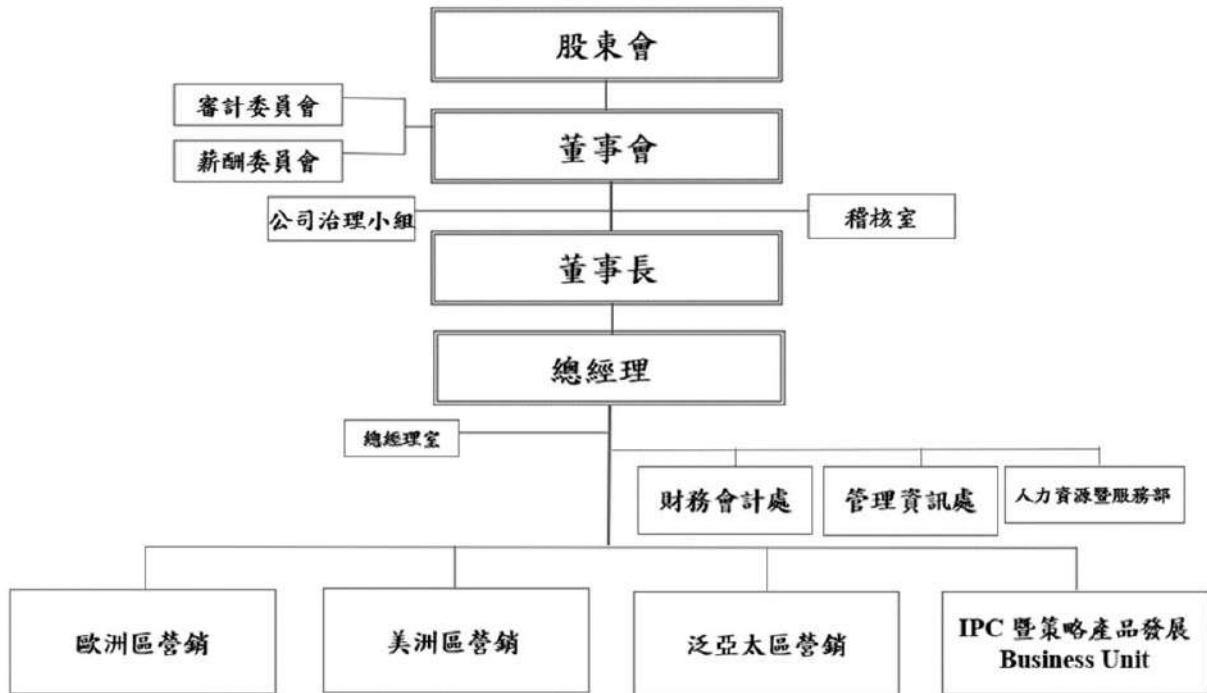 股東會
審計委員會
董事會
薪酬委員會
公司治理小組
稽核室
董事長
總經理
總經理室
財務會計處
管理資訊處
人力資源暨服務部
歐洲區營銷
美洲區營銷
泛亞太區營銷
IPC 暨策略產品發展
Business Unit